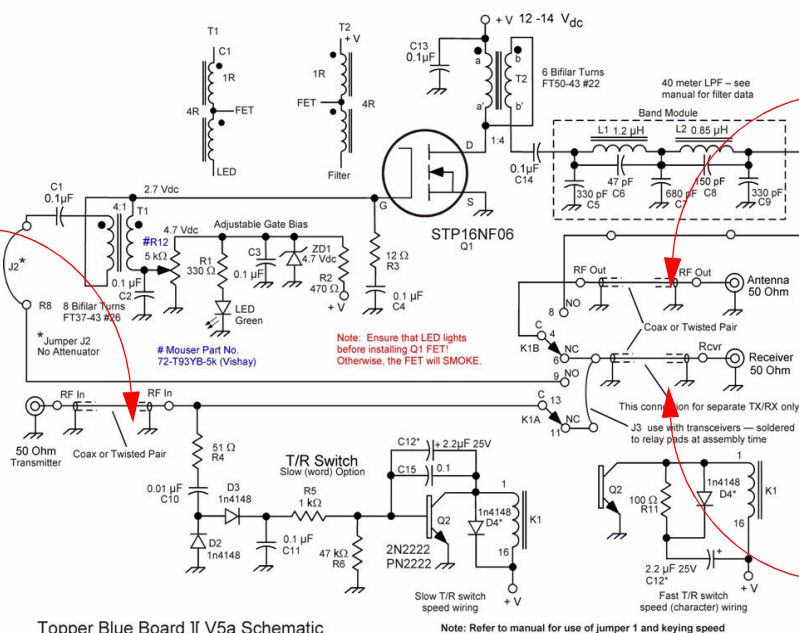 T1
C1
1R
4R
FET
LED
T2
+ V
1R
FET
4R
Filter
+ V 12 -14 Vdc
C13
0.1µF
a
b
T2
a'
b'
6 Bifilar Turns
FT50-43 #22
1:4
40 meter LPF – see
manual for filter data
Band Module
L1 1.2 µH
L2 0.85 µH
0.1µF
C14
330 pF
C5
47 pF
C6
680 pF
C7
150 pF
C8
330 pF
C9
D
G
S
STP16NF06
Q1
C1
0.1µF
2.7 Vdc
4:1
T1
#R12
5 kΩ
4.7 Vdc
Adjustable Gate Bias
R1
330 Ω
C3
0.1 µF
ZD1
4.7 Vdc
R2
470 Ω
+ V
12 Ω
R3
0.1 µF
C4
J2*
0.1 µF
C2
R8
8 Bifilar Turns
FT37-43 #26
LED
Green
*Jumper J2
No Attenuator
# Mouser Part No.
72-T93YB-5k (Vishay)
Note: Ensure that LED lights
before installing Q1 FET!
Otherwise, the FET will SMOKE.
RF Out
RF Out
Antenna
50 Ohm
8
NO
C
4
K1B
6
NC
9
NO
Coax or Twisted Pair
Rcvr
Receiver
50 Ohm
This connection for separate TX/RX only
C
13
K1A
NC
11
J3 use with transceivers — soldered
to relay pads at assembly time
RF In
RF In
50 Ohm
Transmitter
Coax or Twisted Pair
51 Ω
R4
0.01 µF
C10
D3
1n4148
D2
1n4148
T/R Switch
Slow (word) Option
R5
1 kΩ
0.1 µF
C11
47 kΩ
R6
C12*
+ 2.2µF 25V
C15
0.1
Q2
2N2222
PN2222
1n4148
D4*
1
K1
16
+ V
Slow T/R switch
speed wiring
Q2
100 Ω
R11
1n4148
D4*
1
K1
16
2.2 µF 25V
C12*
+
+ V
Fast T/R switch
speed (character) wiring
Topper Blue Board ][ V5a Schematic
Note: Refer to manual for use of jumper 1 and keying speed